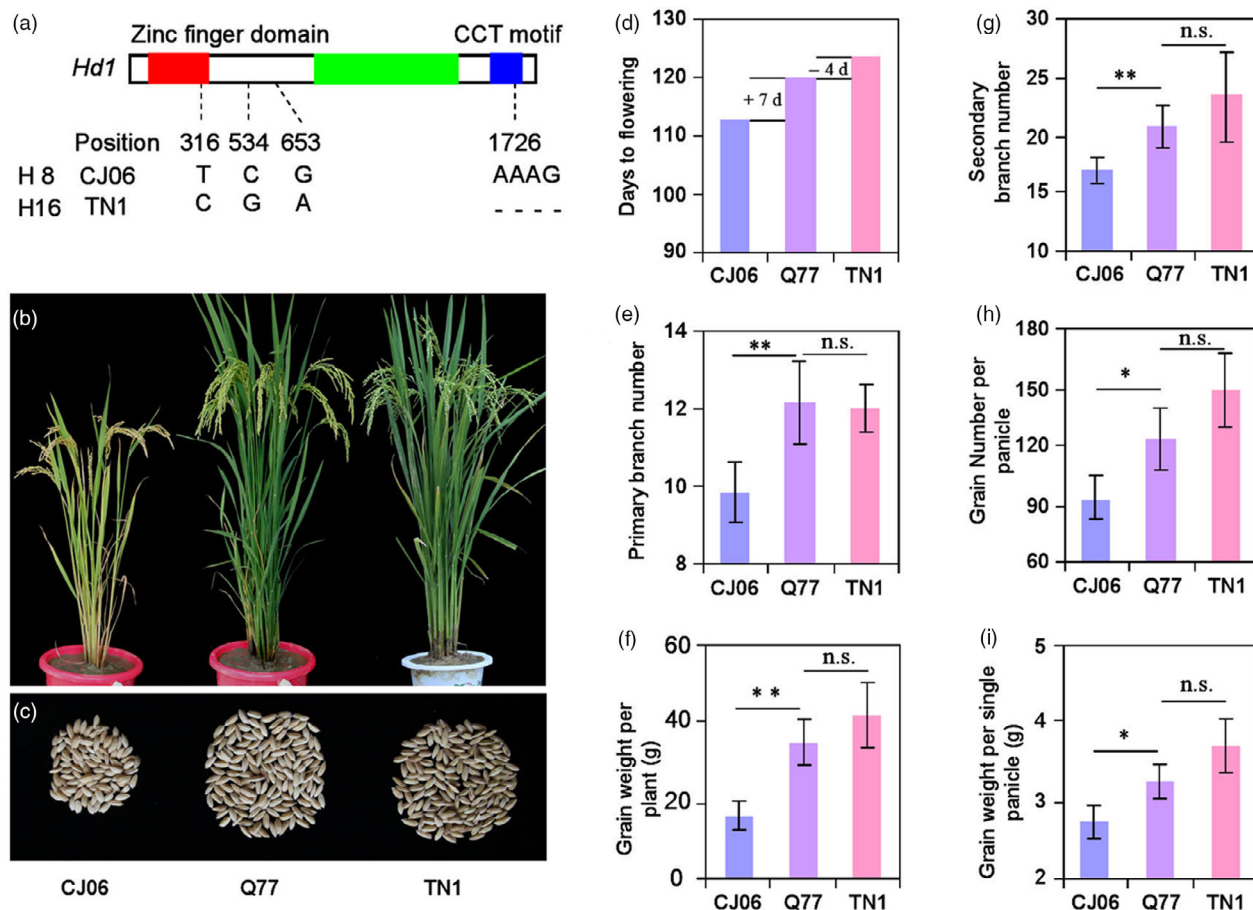 (a)
Zinc finger domain
CCT motif
Hd1
Position 316 534 653 1726
H 8 CJ06 T C G AAAG
H16 TN1 C G A - - - -
(b)
(c)
CJ06 Q77 TN1
(d)
Days to flowering
130
120
110
100
90
+ 7 d
– 4 d
CJ06 Q77 TN1
(e)
Primary branch number
14
12
10
8
**
n.s.
CJ06 Q77 TN1
(f)
Grain weight per
plant (g)
60
40
20
0
* *
n.s.
CJ06 Q77 TN1
(g)
Secondary
branch number
30
25
20
15
10
**
n.s.
CJ06 Q77 TN1
(h)
Grain Number per
panicle
180
150
120
90
60
*
n.s.
CJ06 Q77 TN1
(i)
Grain weight per single
panicle (g)
5
4
3
2
*
n.s.
CJ06 Q77 TN1